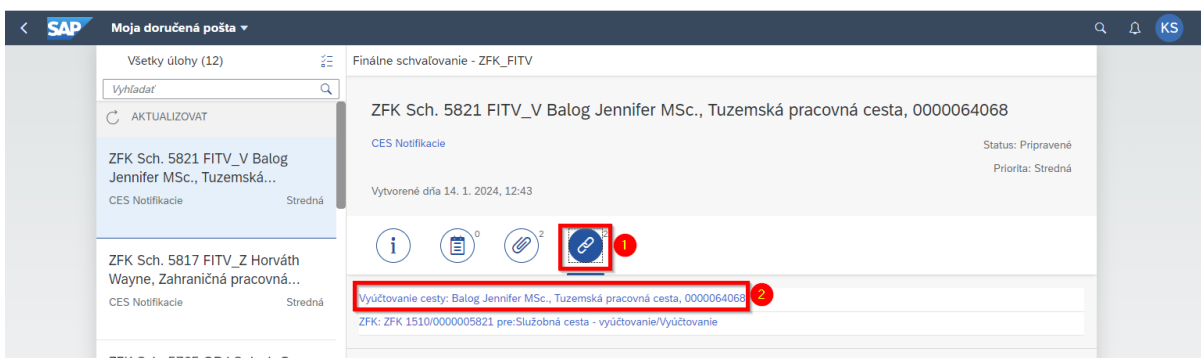 SAP Moja doručená pošta KS
Všetky úlohy (12)
Vyhľadať
AKTUALIZOVAT
ZFK Sch. 5821 FITV_V Balog
Jennifer MSc., Tuzemská...
CES Notifikacie Stredná
ZFK Sch. 5817 FITV_Z Horváth
Wayne, Zahraničná pracovná...
CES Notifikacie Stredná
Finálne schvaľovanie - ZFK_FITV
ZFK Sch. 5821 FITV_V Balog Jennifer MSc., Tuzemská pracovná cesta, 0000064068
CES Notifikacie
Status: Pripravené
Priorita: Stredná
Vytvorené dňa 14. 1. 2024, 12:43
0 2 2 1
Vyúčtovanie cesty: Balog Jennifer MSc., Tuzemská pracovná cesta, 0000064068 2
ZFK: ZFK 1510/0000005821 pre:Služobná cesta - vyúčtovanie/Vyúčtovanie